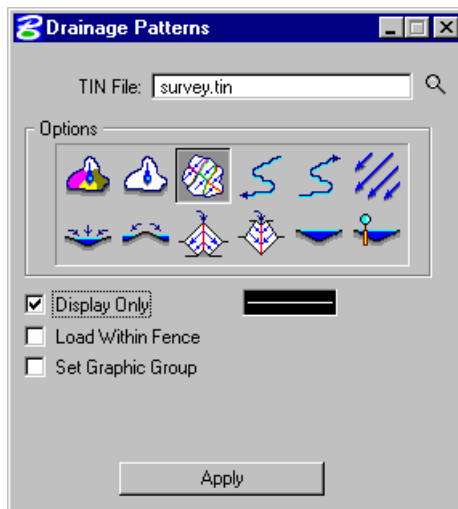 Drainage Patterns
TIN File: survey.tin
Options
Display Only
Load Within Fence
Set Graphic Group
Apply